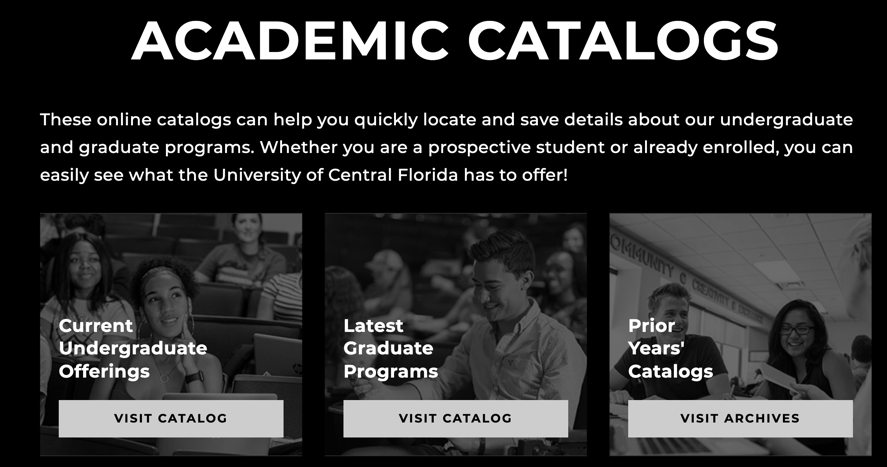 ACADEMIC CATALOGS
These online catalogs can help you quickly locate and save details about our undergraduate
and graduate programs. Whether you are a prospective student or already enrolled, you can
easily see what the University of Central Florida has to offer!
Current
Undergraduate
Offerings
VISIT CATALOG
Latest
Graduate
Programs
VISIT CATALOG
OMMUNITY C CREATIVITY &
Prior
Years'
Catalogs
VISIT ARCHIVES